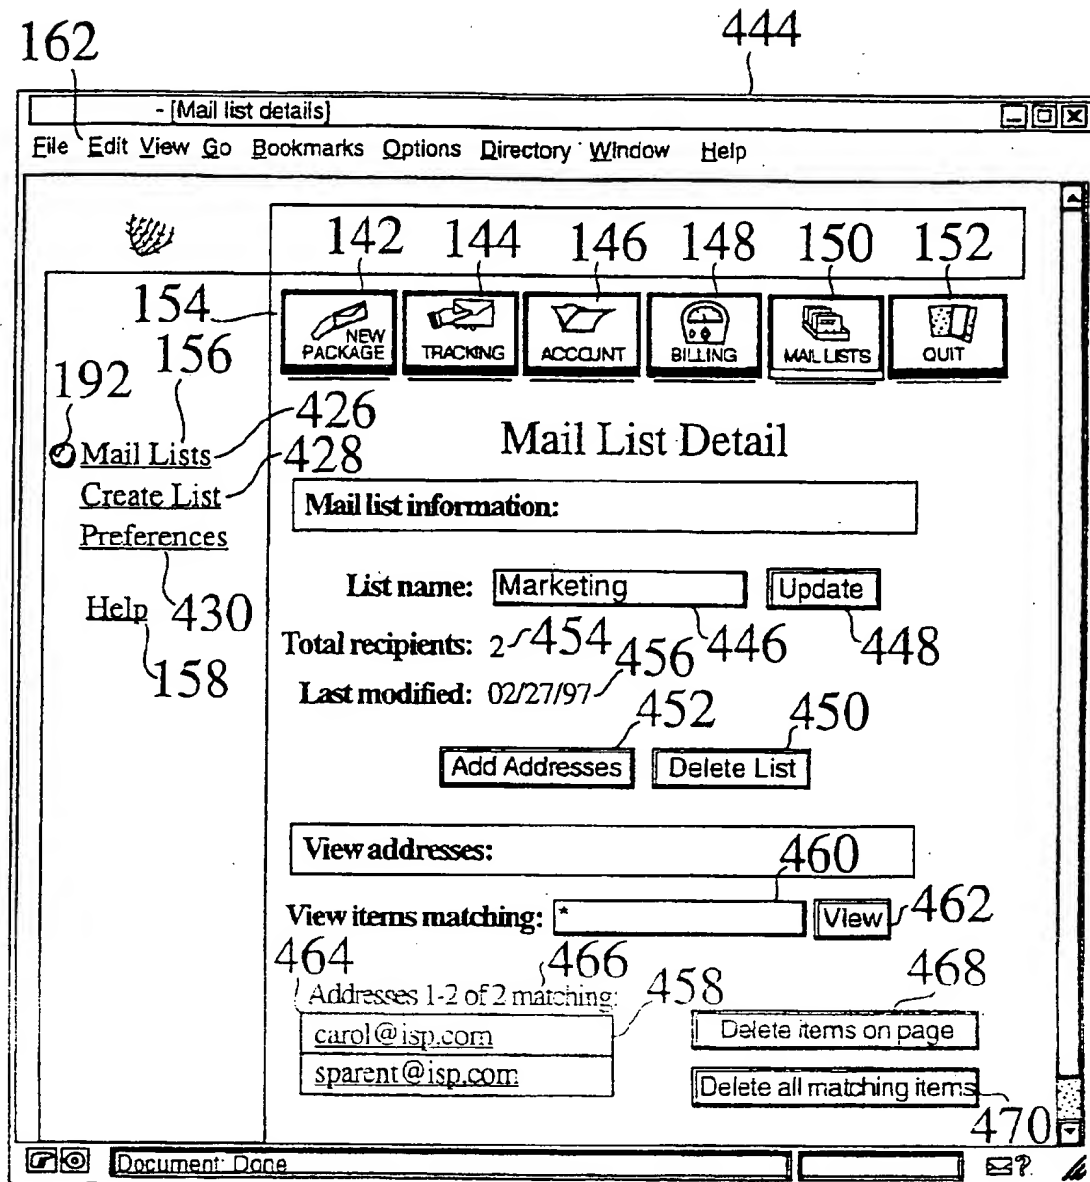 162 444
- [Mail list details]
File Edit View Go Bookmarks Options Directory Window Help
142 144 146 148 150 152
154
NEW PACKAGE TRACKING ACCOUNT BILLING MAIL LISTS QUIT
156
192
426
Mail Lists Mail List Detail
428
Create List Mail list information:
Preferences
List name: Marketing Update
Help 430
Total recipients: 2 454 446 448
158 456
Last modified: 02/27/97
452 450
Add Addresses Delete List
View addresses: 460
View items matching: * View 462
464 466 468
Addresses 1-2 of 2 matching: 458
carol@isp.com Delete items on page
sparent@isp.com Delete all matching items
470
Document: Done ?